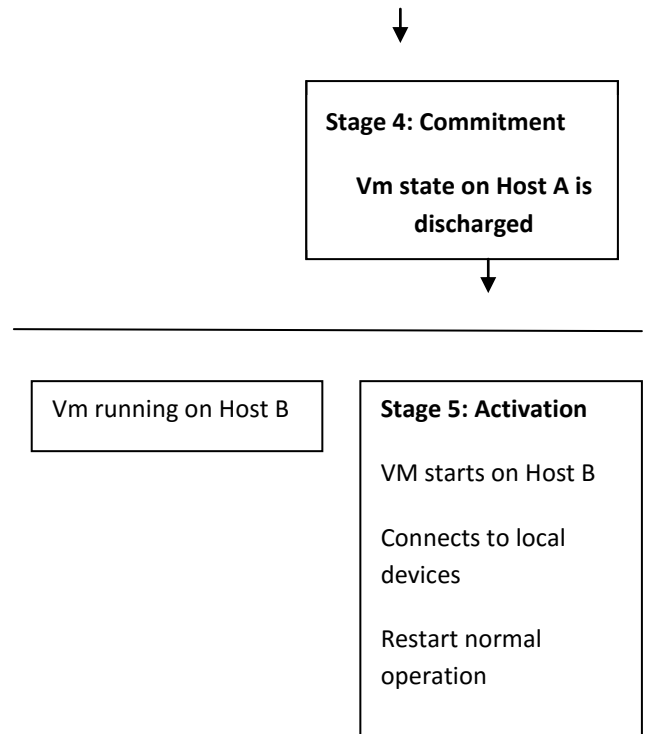 Stage 4: Commitment
Vm state on Host A is
discharged
Vm running on Host B
Stage 5: Activation
VM starts on Host B
Connects to local
devices
Restart normal
operation